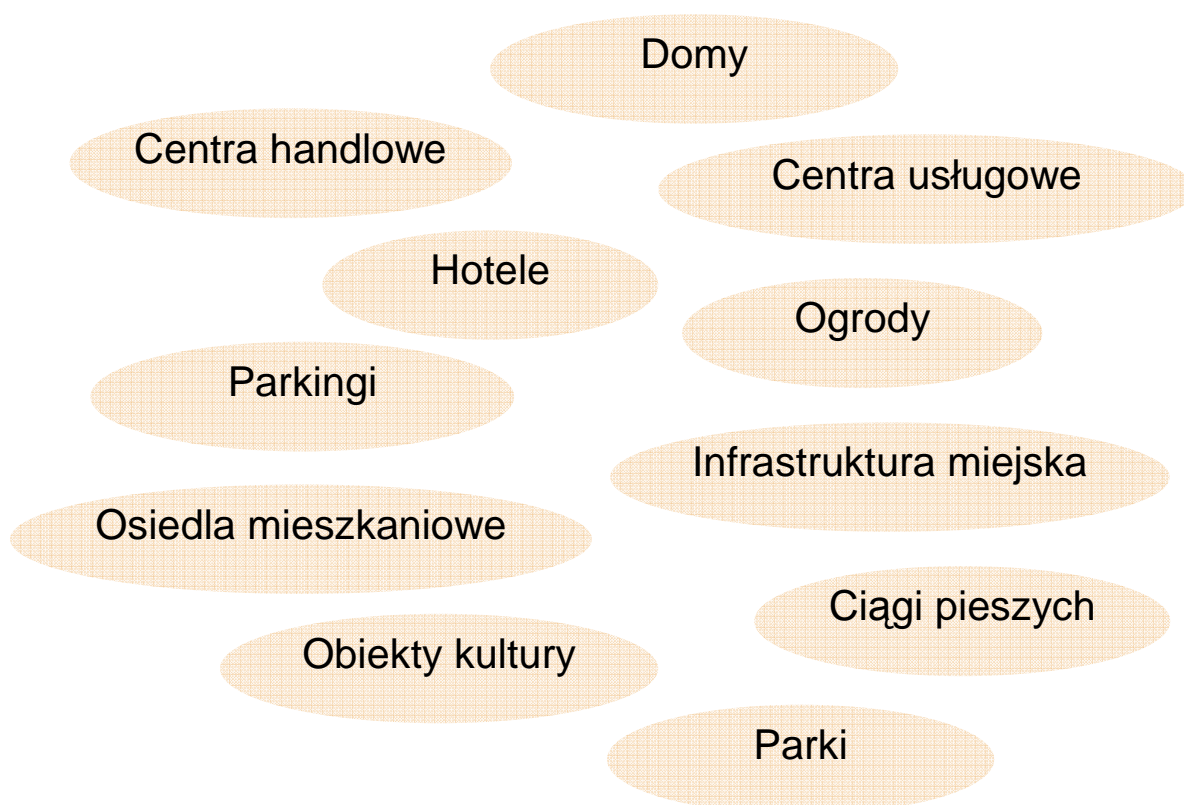 Domy
Centra handlowe
Centra usługowe
Hotele
Ogrody
Parkingi
Infrastruktura miejska
Osiedla mieszkaniowe
Ciągi pieszych
Obiekty kultury
Parki